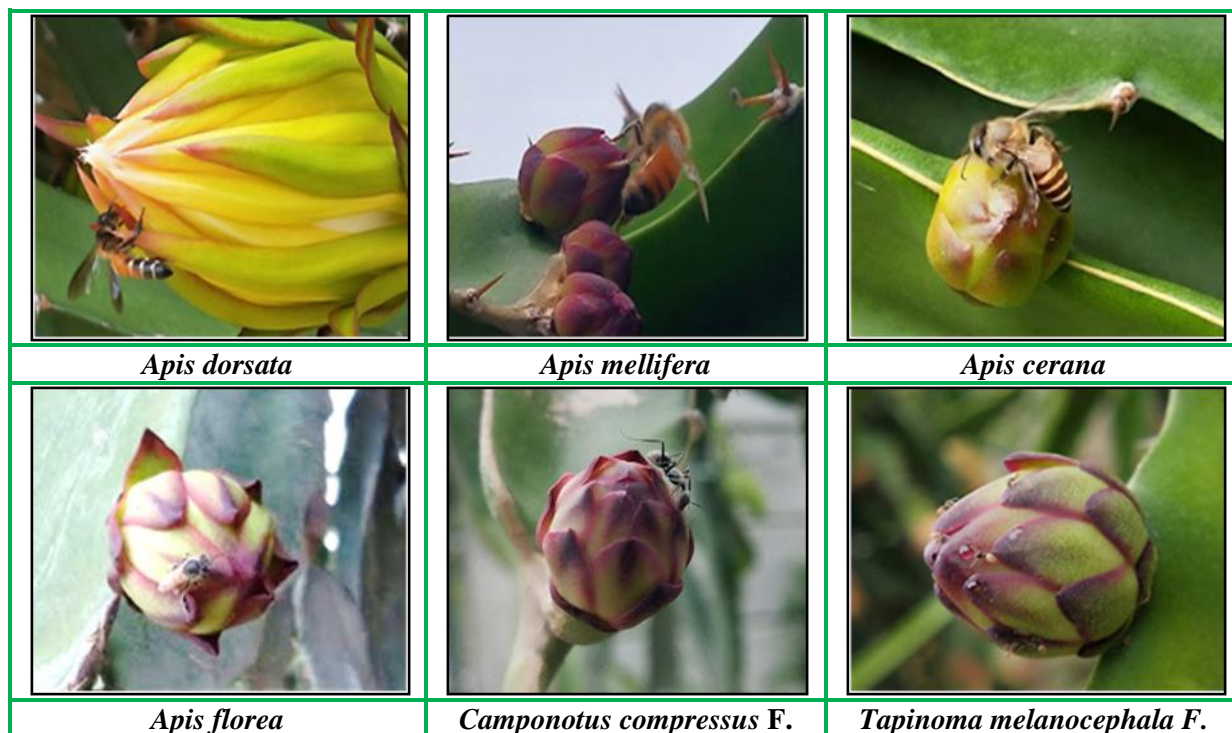 Apis dorsata
Apis mellifera
Apis cerana
Apis florea
Camponotus compressus F.
Tapinoma melanocephala F.